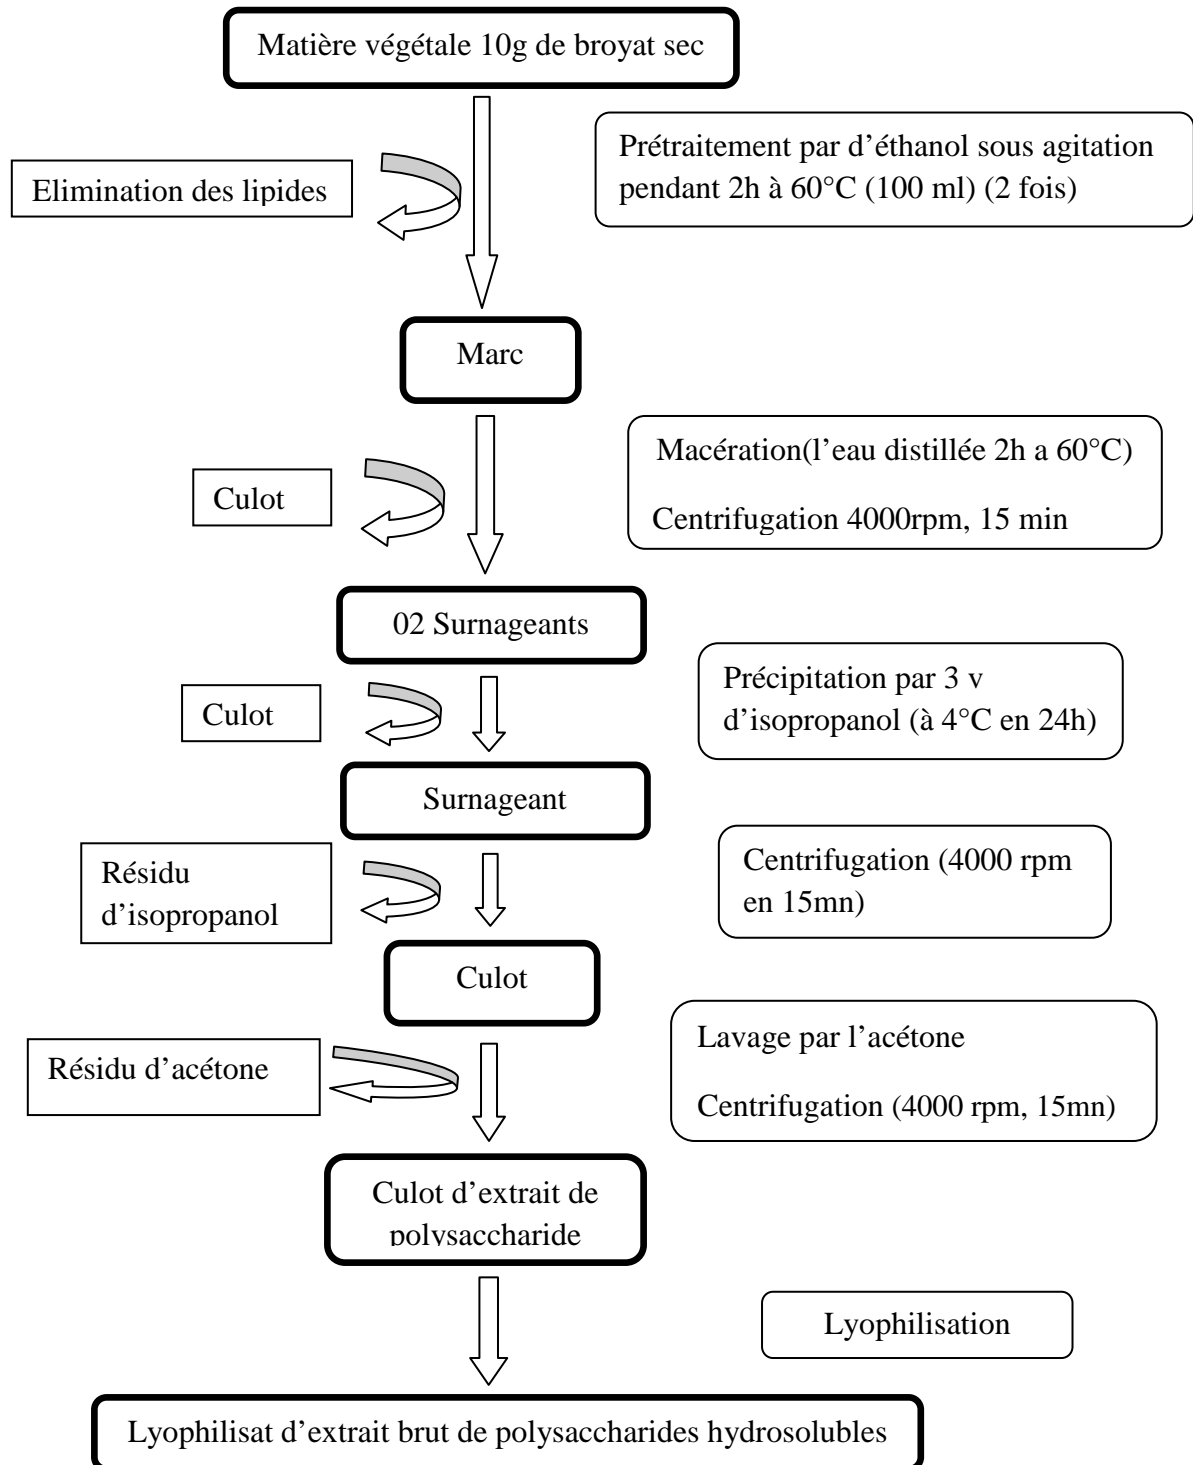 Matière végétale 10g de broyat sec
Prétraitement par d’éthanol sous agitation
pendant 2h à 60°C (100 ml) (2 fois)
Elimination des lipides
Marc
Macération(l’eau distillée 2h a 60°C)
Centrifugation 4000rpm, 15 min
Culot
02 Surnageants
Précipitation par 3 v
d’isopropanol (à 4°C en 24h)
Culot
Surnageant
Centrifugation (4000 rpm
en 15mn)
Résidu
d’isopropanol
Culot
Lavage par l’acétone
Centrifugation (4000 rpm, 15mn)
Résidu d’acétone
Culot d’extrait de
polysaccharide
Lyophilisation
Lyophilisat d’extrait brut de polysaccharides hydrosolubles